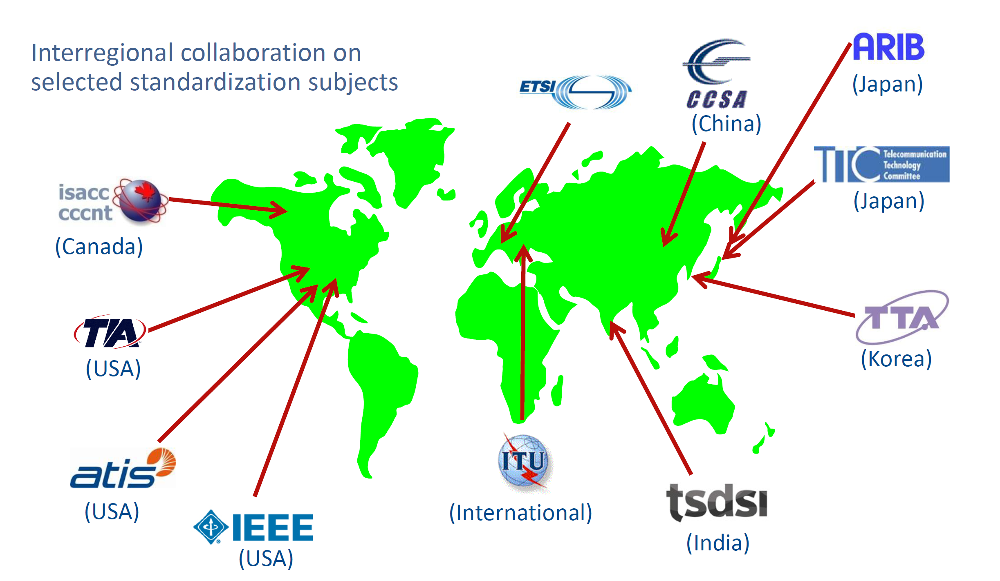 Interregional collaboration on
selected standardization subjects
ETSI
CCSA
(China)
ARIB
(Japan)
TTC Telecommunication
Technology
Committee
(Japan)
isacc
cccnt
(Canada)
TIA
(USA)
TTA
(Korea)
atis
(USA)
IEEE
(USA)
ITU
(International)
tsdsi
(India)